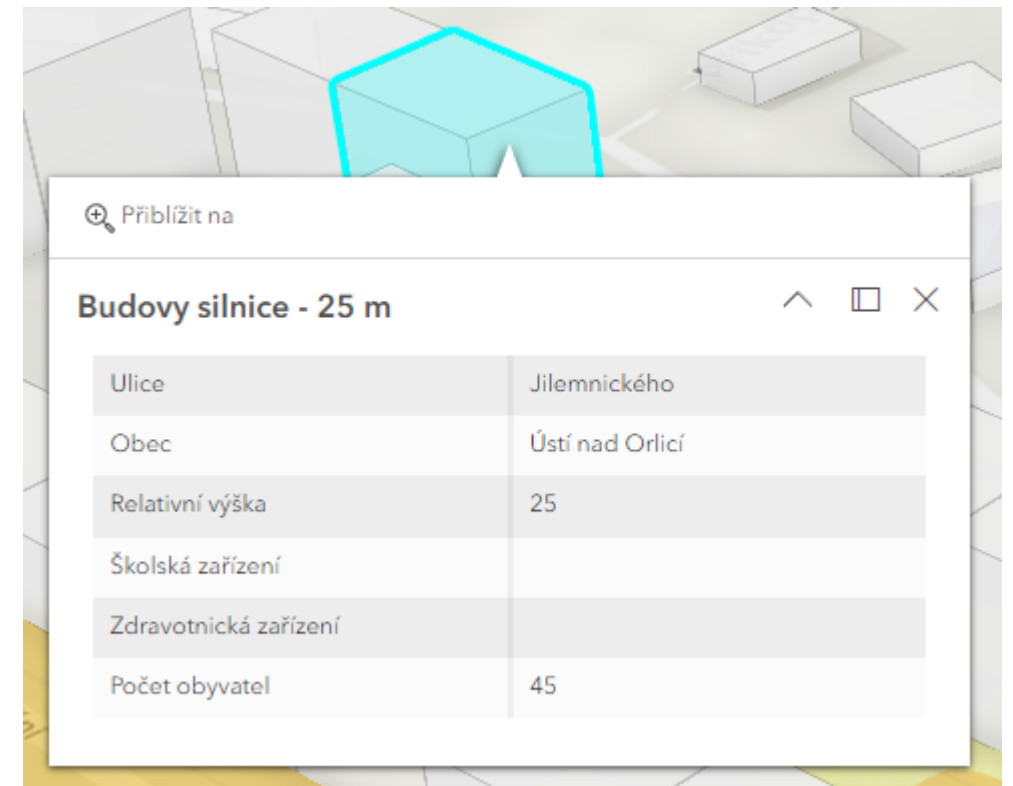 Přiblížit na
Budovy silnice - 25 m
Ulice Jilemnického
Obec Ústí nad Orlicí
Relativní výška 25
Školská zařízení
Zdravotnická zařízení
Počet obyvatel 45